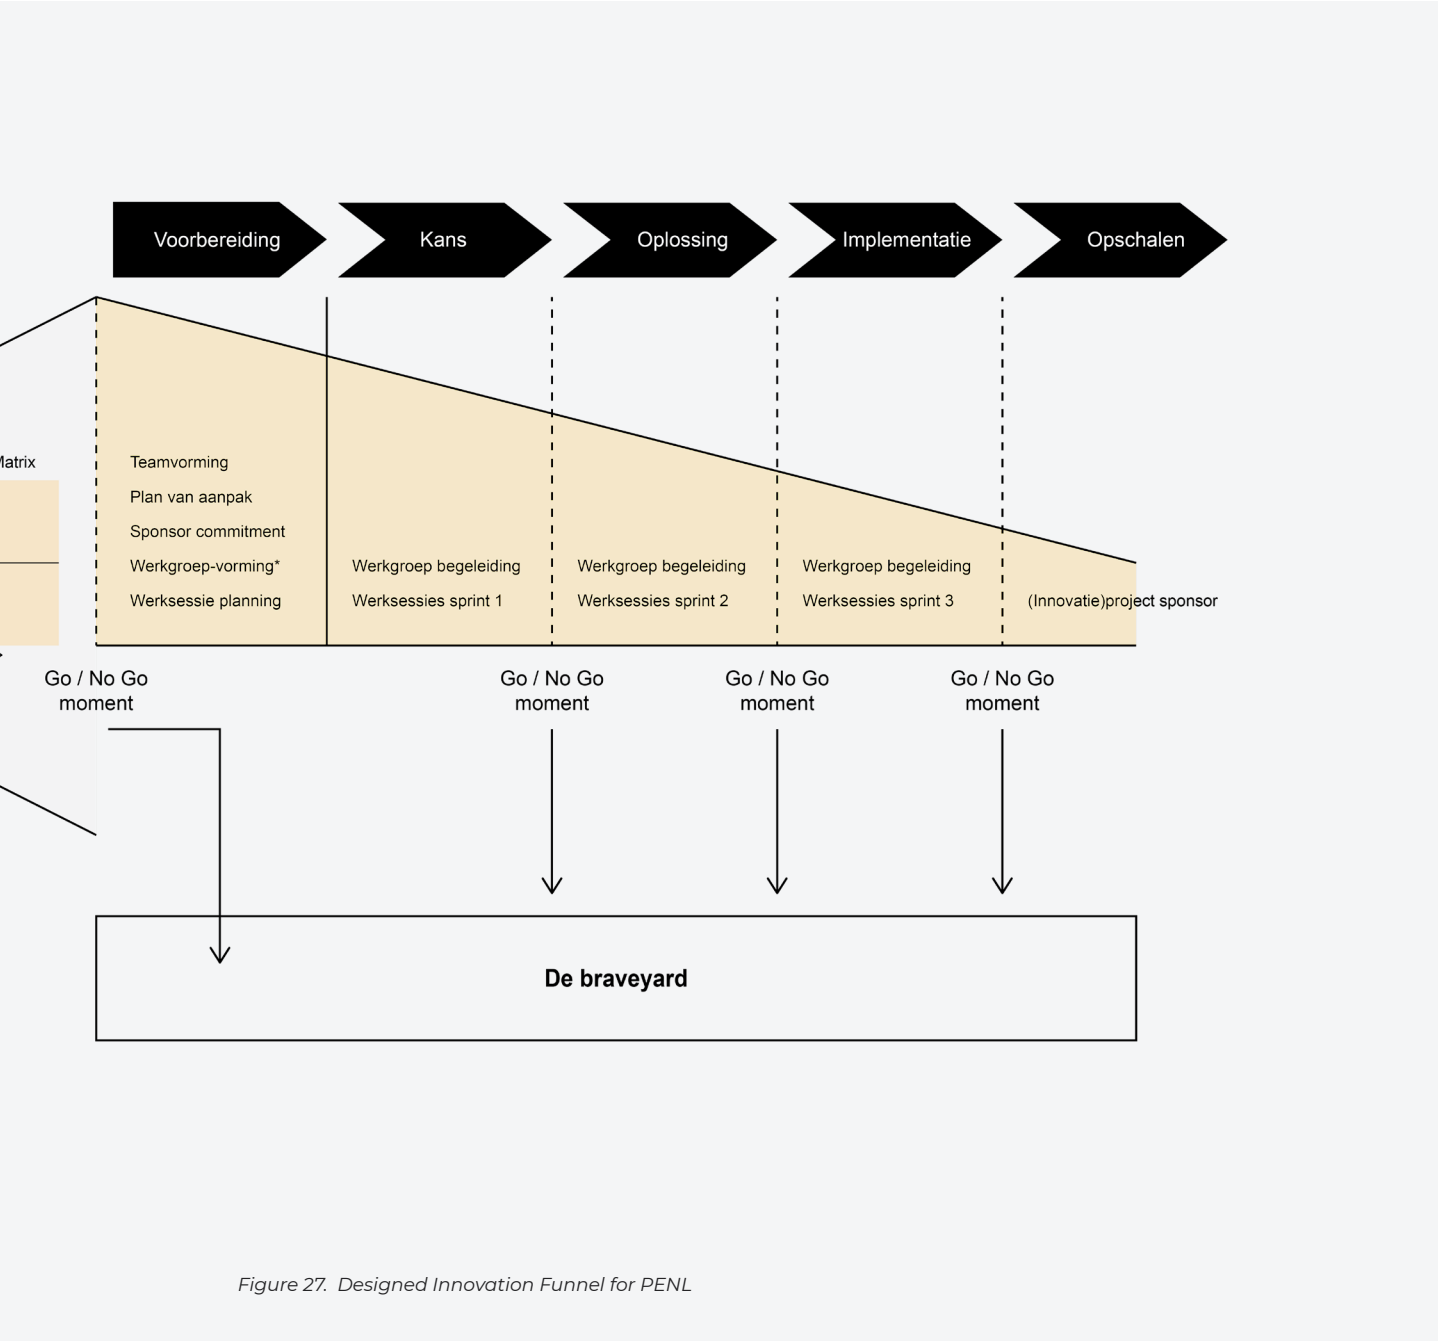 Voorbereiding
Kans
Oplossing
Implementatie
Opschalen
Matrix
Teamvorming
Plan van aanpak
Sponsor commitment
Werkgroep-vorming*
Werksessie planning
Werkgroep begeleiding
Werksessies sprint 1
Werkgroep begeleiding
Werksessies sprint 2
Werkgroep begeleiding
Werksessies sprint 3
(Innovatie)project sponsor
Go / No Go
moment
Go / No Go
moment
Go / No Go
moment
Go / No Go
moment
De braveyard
Figure 27. Designed Innovation Funnel for PENL